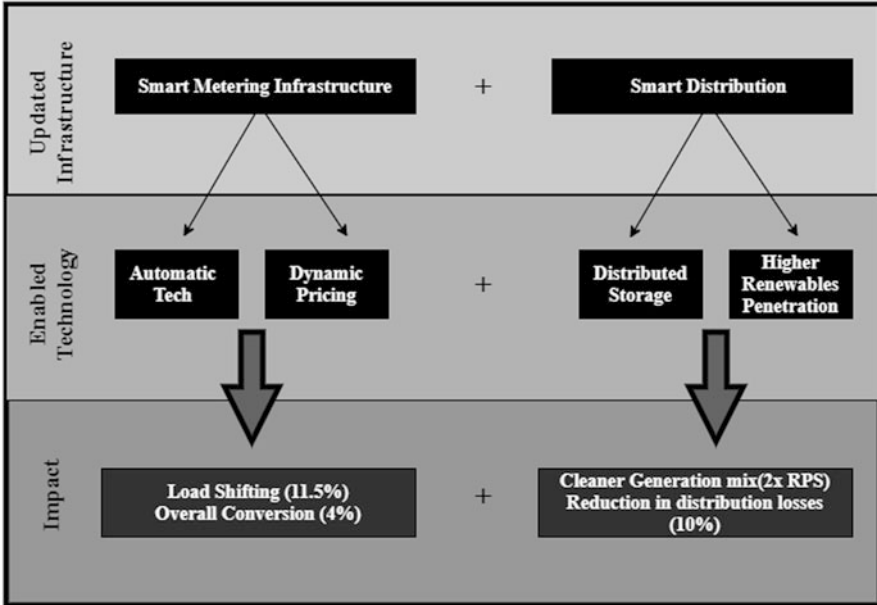 Updated
Infrastructure
Smart Metering Infrastructure
+
Smart Distribution
Enabled
Technology
Automatic
Tech
Dynamic
Pricing
+
Distributed
Storage
Higher
Renewables
Penetration
Impact
Load Shifting (11.5%)
Overall Conversion (4%)
+
Cleaner Generation mix(2x RPS)
Reduction in distribution losses
(10%)